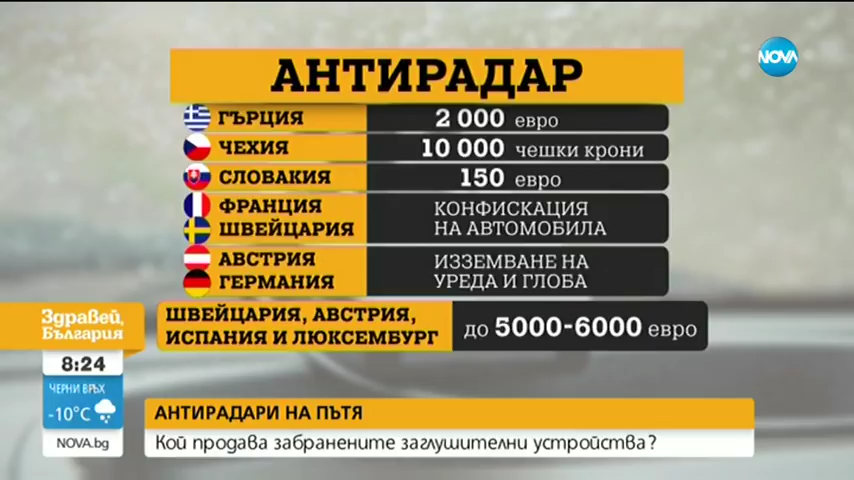 NOVA
АНТИРАДАР
ГЪРЦИЯ 2 000 евро
ЧЕХИЯ 10 000 чешки крони
СЛОВАКИЯ 150 евро
ФРАНЦИЯ
ШВЕЙЦАРИЯ
КОНФИСКАЦИЯ
НА АВТОМОБИЛА
АВСТРИЯ
ГЕРМАНИЯ
ИЗЗЕМВАНЕ НА
УРЕДА И ГЛОБА
ШВЕЙЦАРИЯ, АВСТРИЯ,
ИСПАНИЯ И ЛЮКСЕМБУРГ
до 5000-6000 евро
Здравей,
България
8:24
ЧЕРНИ ВРЪХ
-10°C
NOVA.bg
АНТИРАДАРИ НА ПЪТЯ
Кой продава забранените заглушителни устройства?